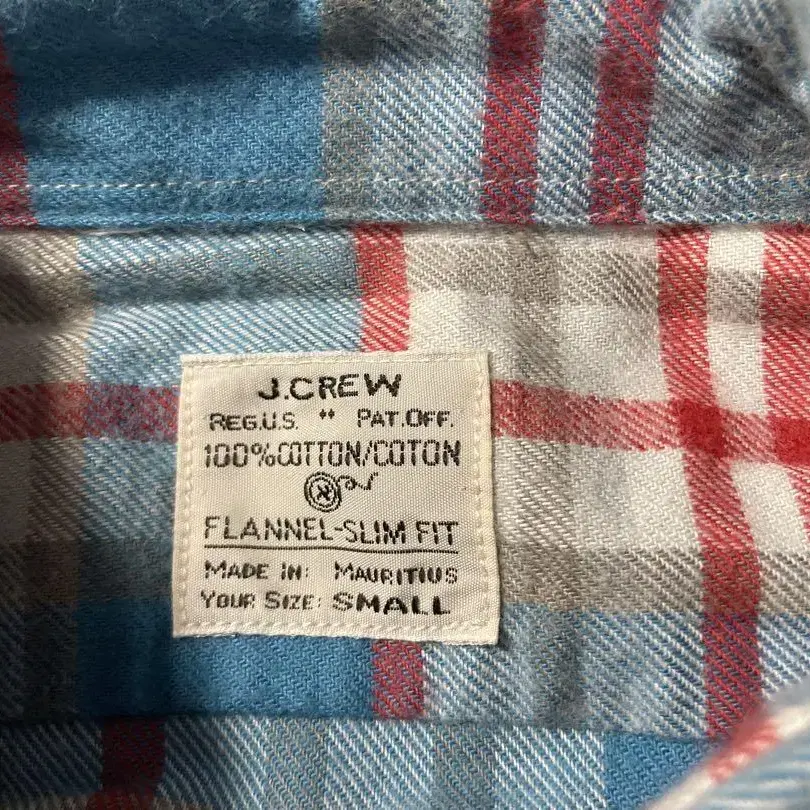 J.CREW
REG.U.S. " PAT.OFF.
100%COTTON/COTON
FLANNEL-SLIM FIT
MADE IN: MAURITIUS
YOUR SIZE: SMALL